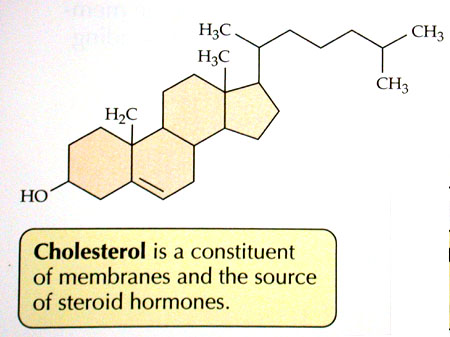 H₃C
CH₃
H₃C
CH₃
H₂C
HO
Cholesterol is a constituent
of membranes and the source
of steroid hormones.